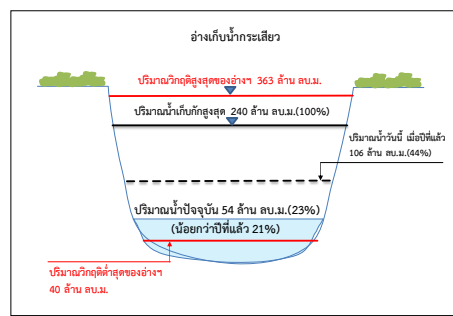 อ่างเก็บน้ำกระเสียว
ปริมาณวิกฤติสูงสุดของอ่างฯ 363 ล้าน ลบ.ม.
ปริมาณน้ำเก็บกักสูงสุด 240 ล้าน ลบ.ม.(100%)
ปริมาณน้ำวันนี้ เมื่อปีที่แล้ว
106 ล้าน ลบ.ม.(44%)
ปริมาณน้ำปัจจุบัน 54 ล้าน ลบ.ม.(23%)
(น้อยกว่าปีที่แล้ว 21%)
ปริมาณวิกฤติต่ำสุดของอ่างฯ
40 ล้าน ลบ.ม.